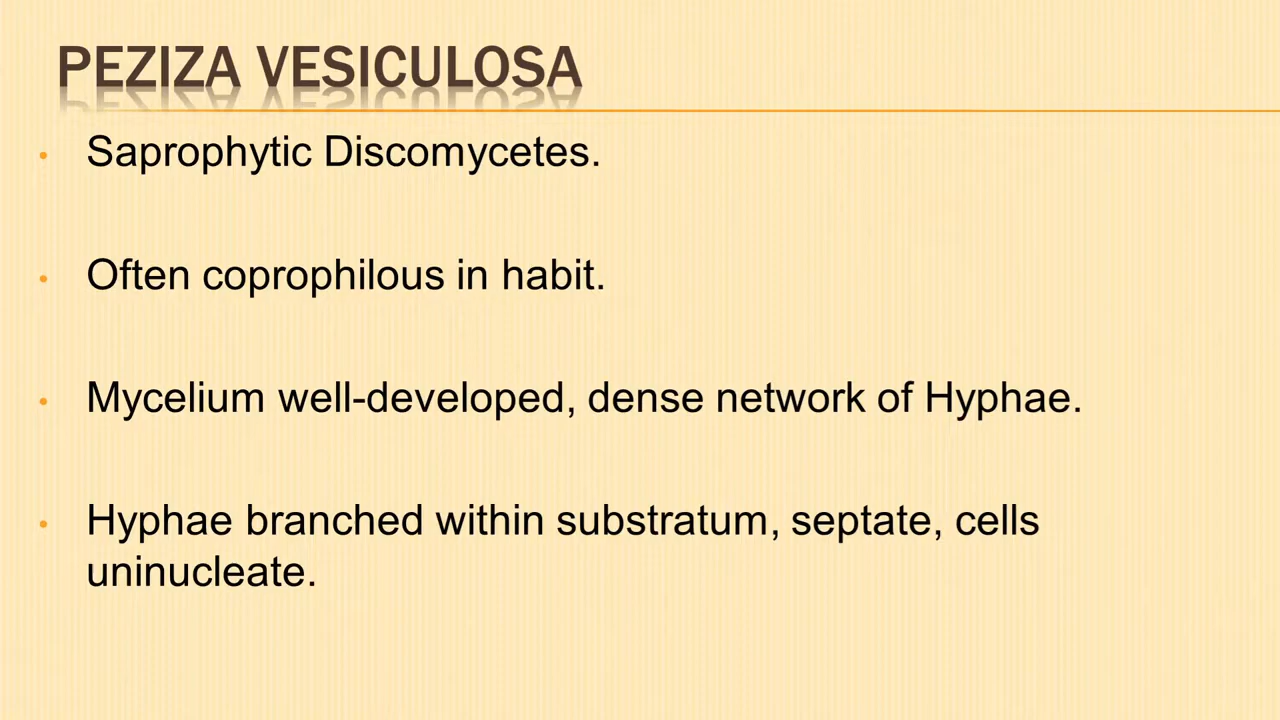 PEZIZA VESICULOSA
• Saprophytic Discomycetes.
• Often coprophilous in habit.
• Mycelium well-developed, dense network of Hyphae.
• Hyphae branched within substratum, septate, cells
uninucleate.